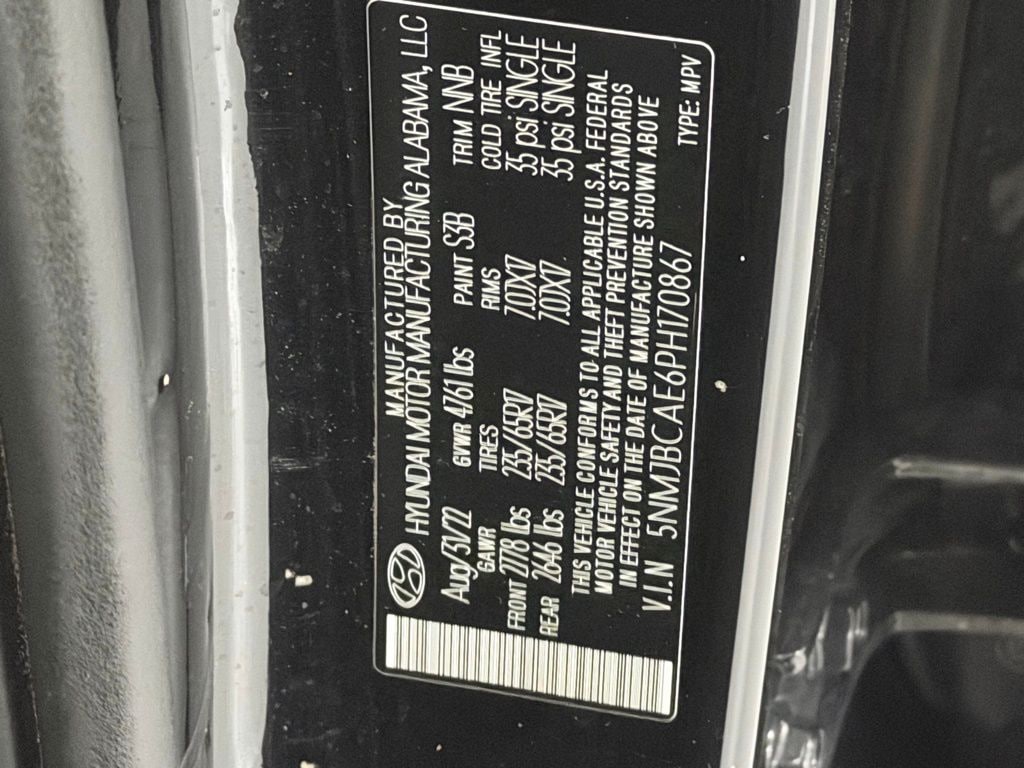 MANUFACTURED BY
HYUNDAI MOTOR MANUFACTURING ALABAMA, LLC
Aug/31/22 GVWR 4761 lbs PAINT S3B TRIM NNB
GAWR TIRES RIMS COLD TIRE INFL
FRONT 2778 lbs 235/65R17 7.0JX17 35 psi SINGLE
REAR 2646 lbs 235/65R17 7.0JX17 35 psi SINGLE
THIS VEHICLE CONFORMS TO ALL APPLICABLE U.S.A. FEDERAL
MOTOR VEHICLE SAFETY AND THEFT PREVENTION STANDARDS
IN EFFECT ON THE DATE OF MANUFACTURE SHOWN ABOVE
V.I.N 5NMJBCAE6PH170867 TYPE: MPV